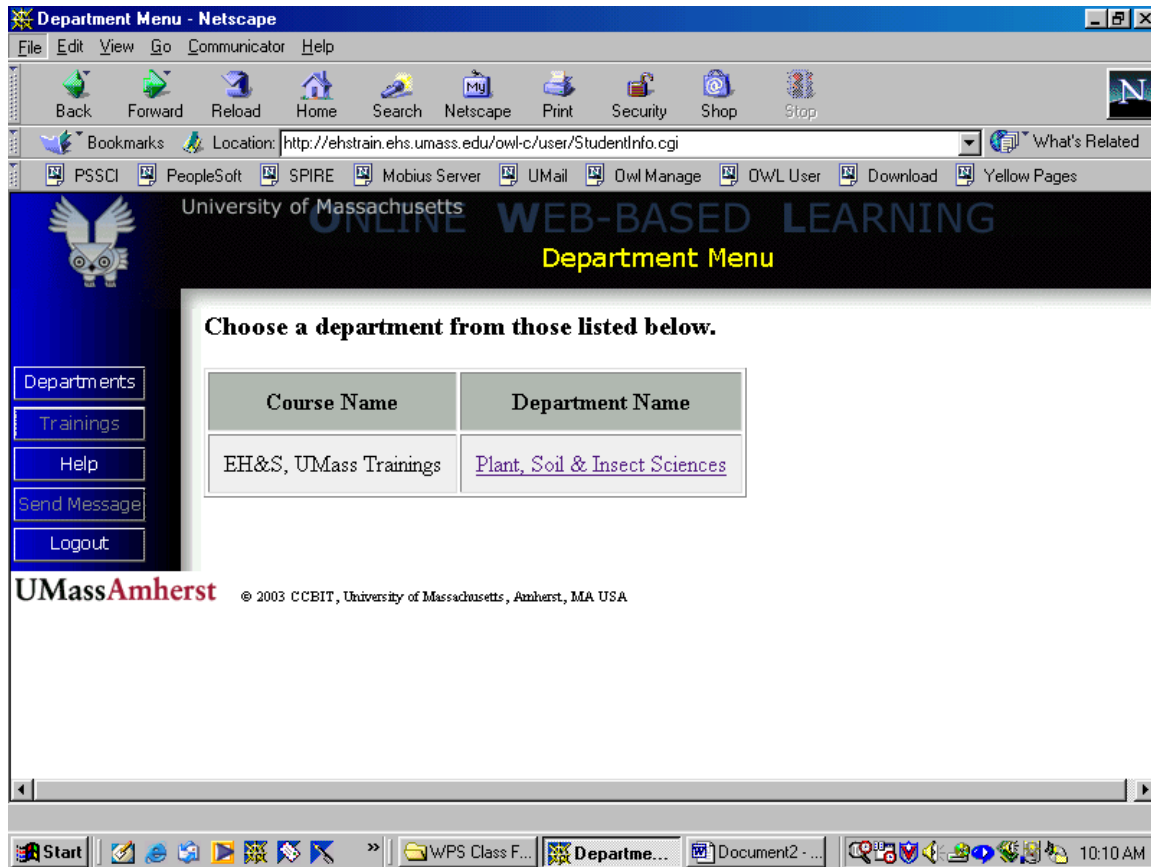 Department Menu - Netscape
File Edit View Go Communicator Help
My
N
Back Forward Reload Home Search Netscape Print Security Shop Stop
Bookmarks Location: http://ehstrain.ehs.umass.edu/owl-c/user/StudentInfo.cgi What's Related
PSSCI PeopleSoft SPIRE Mobius Server UMail Owl Manage OWL User Download Yellow Pages
University of Massachusetts
ONLINE WEB-BASED LEARNING
Department Menu
Choose a department from those listed below.
Departments
Trainings
Help
Send Message
Logout
Course Name Department Name
EH&S, UMass Trainings Plant, Soil & Insect Sciences
UMassAmherst © 2003 CCBIT, University of Massachusetts, Amherst, MA USA
Start » WPS Class F... Departme... Document2 - ... 10:10 AM